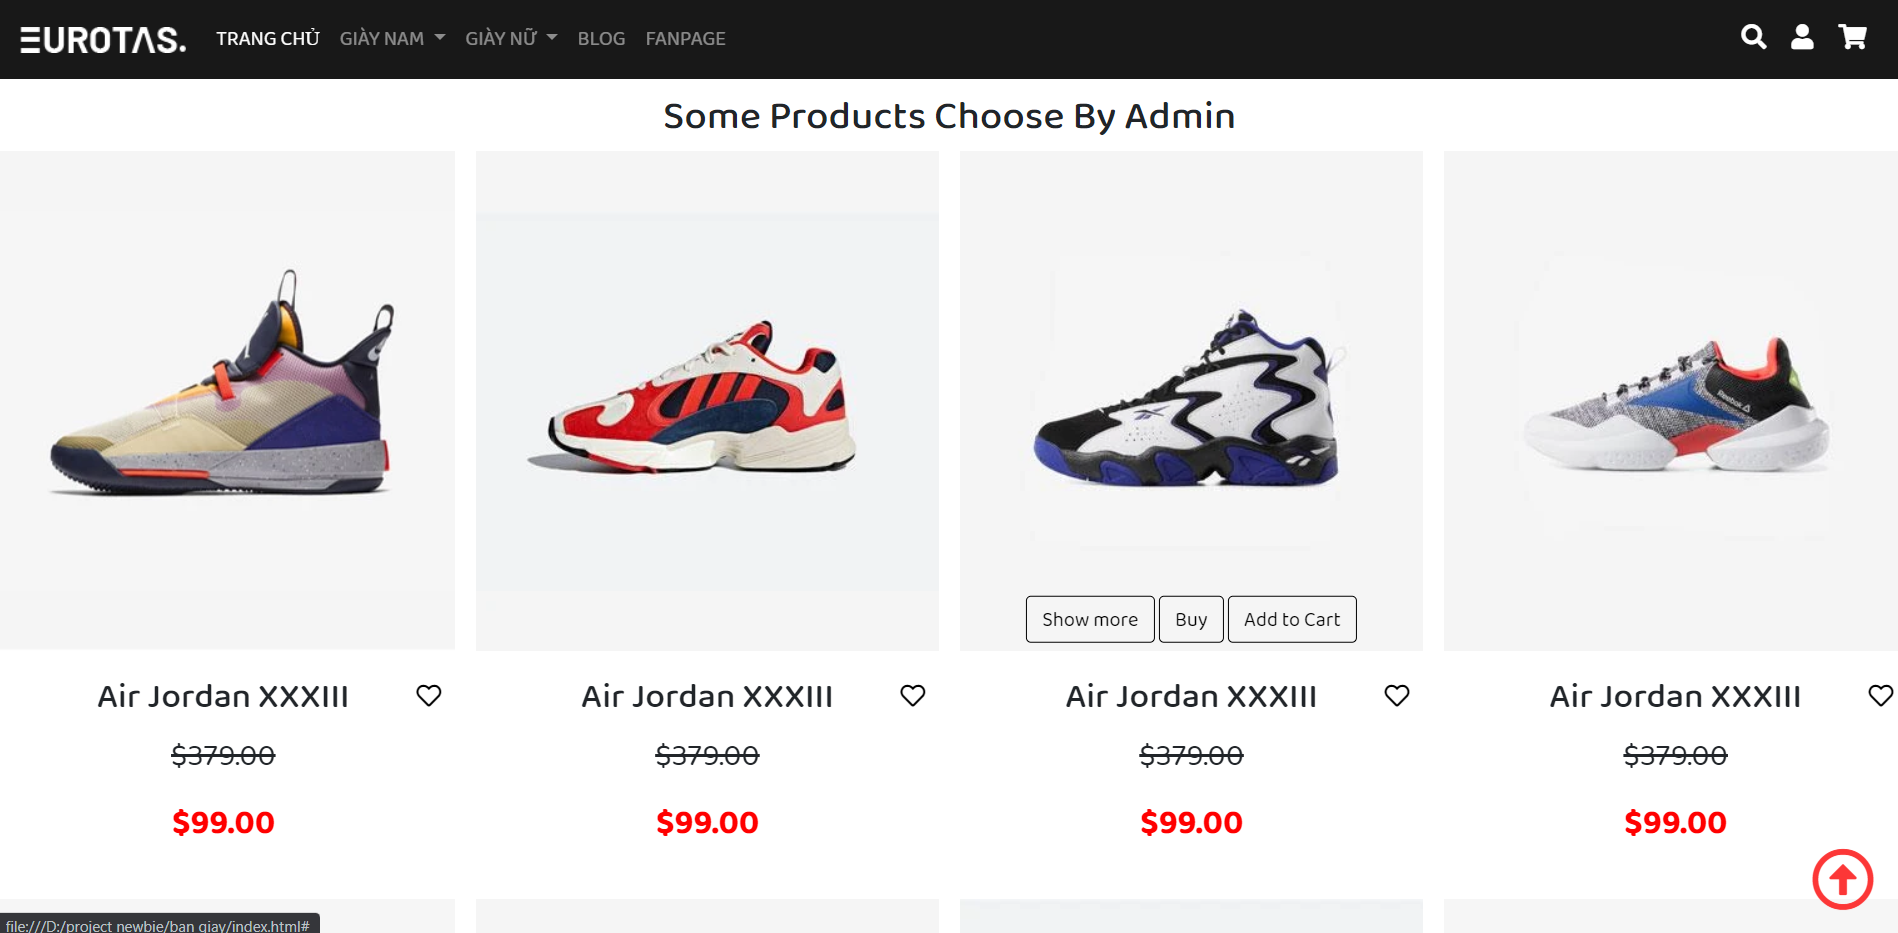 EUROTAS.
TRANG CHỦ GIÀY NAM GIÀY NỮ BLOG FANPAGE
Some Products Choose By Admin
Reebok
Show more Buy Add to Cart
Air Jordan XXXIII Air Jordan XXXIII Air Jordan XXXIII Air Jordan XXXIII
$379.00 $379.00 $379.00 $379.00
$99.00 $99.00 $99.00 $99.00
file:///D:/project newbie/ban giay/index.html#